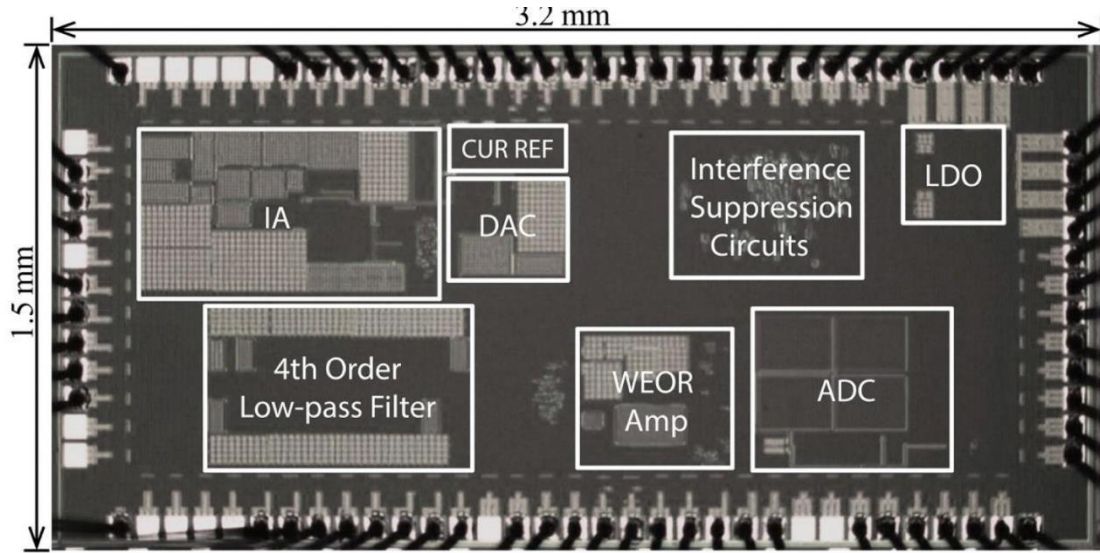 3.2 mm
1.5 mm
IA
CUR REF
DAC
Interference
Suppression
Circuits
LDO
4th Order
Low-pass Filter
WEOR
Amp
ADC